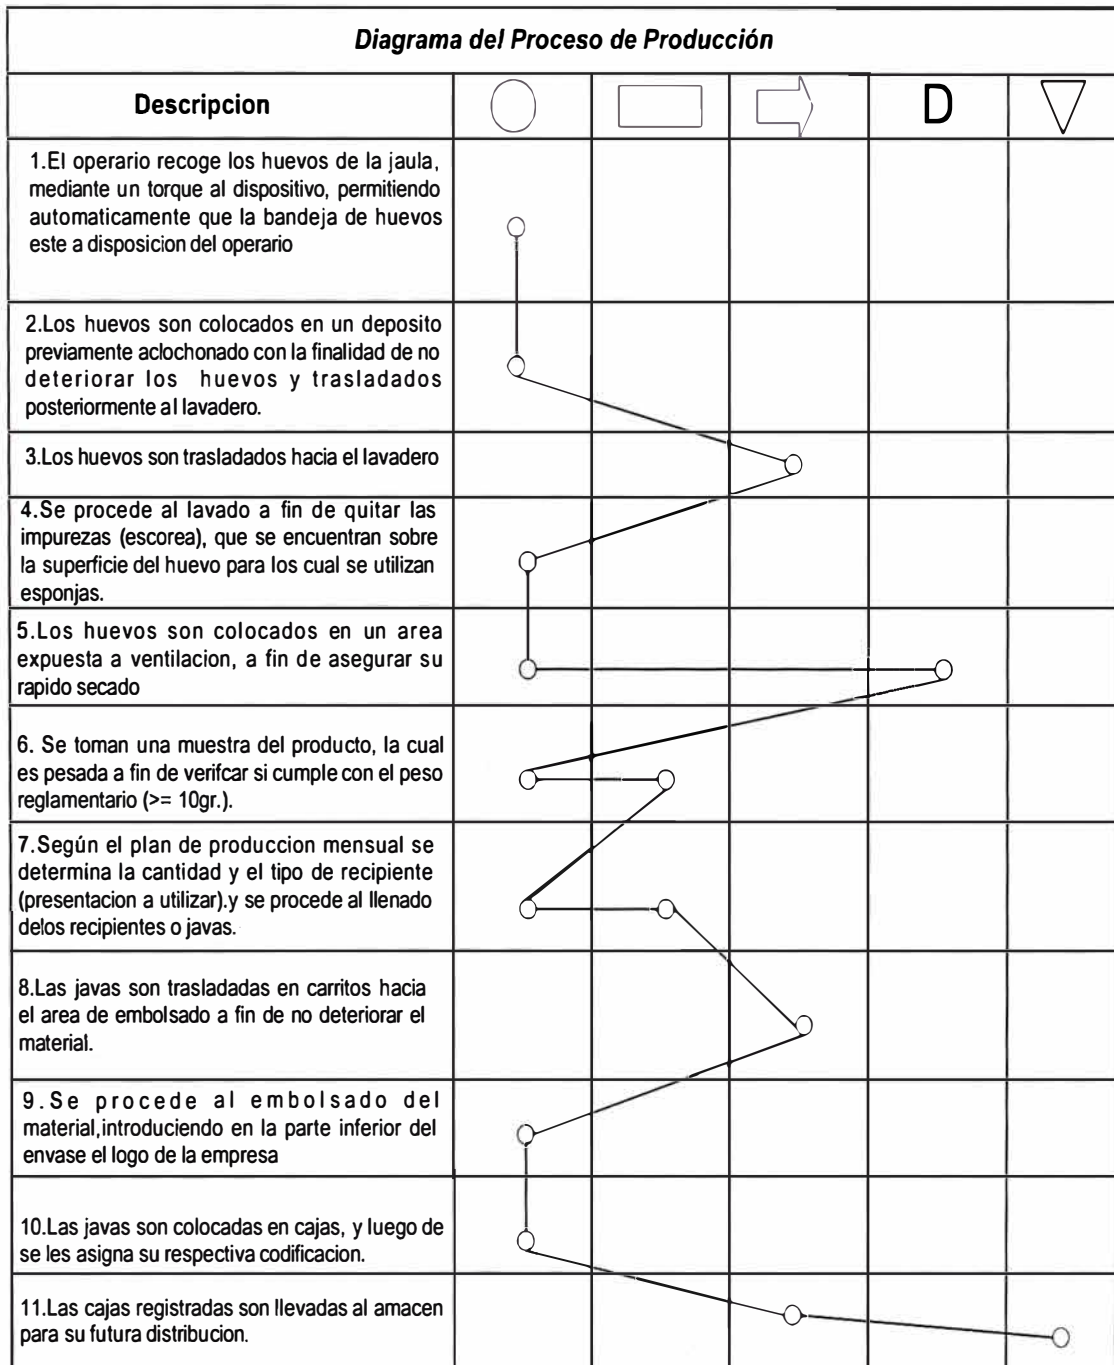 Diagrama del Proceso de Producción
Descripcion
D
1.El operario recoge los huevos de la jaula,
mediante un torque al dispositivo, permitiendo
automaticamente que la bandeja de huevos
este a disposicion del operario
2.Los huevos son colocados en un deposito
previamente aclochonado con la finalidad de no
deteriorar los huevos y trasladados
posteriormente al lavadero.
3.Los huevos son trasladados hacia el lavadero
4.Se procede al lavado a fin de quitar las
impurezas (escorea), que se encuentran sobre
la superficie del huevo para los cual se utilizan
esponjas.
5.Los huevos son colocados en un area
expuesta a ventilacion, a fin de asegurar su
rapido secado
6. Se toman una muestra del producto, la cual
es pesada a fin de verifcar si cumple con el peso
reglamentario (>= 10gr.).
7.Según el plan de produccion mensual se
determina la cantidad y el tipo de recipiente
(presentacion a utilizar).y se procede al llenado
delos recipientes o javas.
8.Las javas son trasladadas en carritos hacia
el area de embolsado a fin de no deteriorar el
material.
9.Se procede al embolsado del
material,introduciendo en la parte inferior del
envase el logo de la empresa
10.Las javas son colocadas en cajas, y luego de
se les asigna su respectiva codificacion.
11.Las cajas registradas son llevadas al amacen
para su futura distribucion.